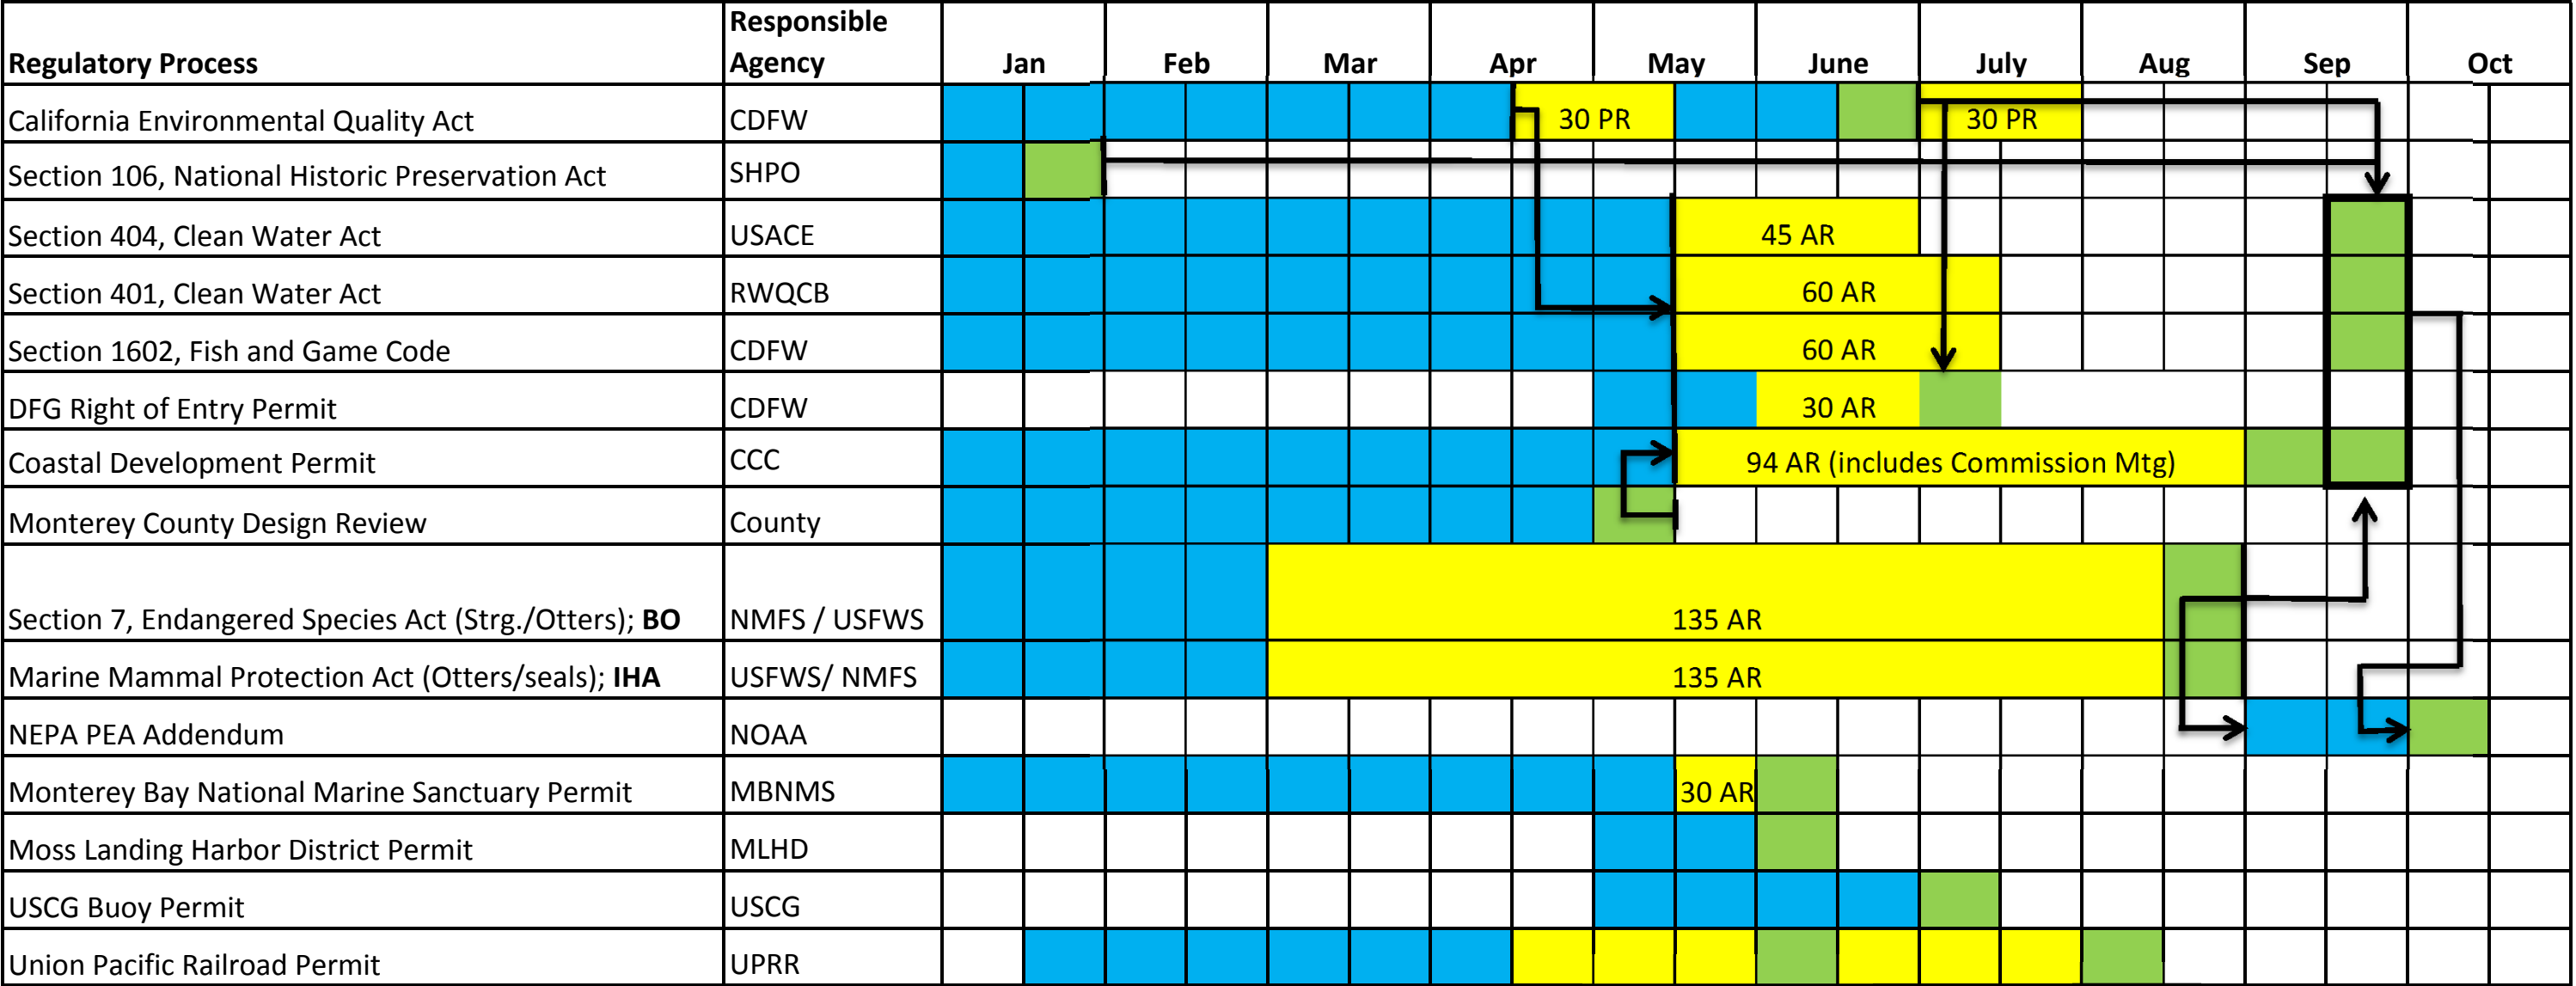 Regulatory Process Responsible Agency Jan Feb Mar Apr May June July Aug Sep Oct
California Environmental Quality Act CDFW 30 PR 30 PR
Section 106, National Historic Preservation Act SHPO
Section 404, Clean Water Act USACE 45 AR
Section 401, Clean Water Act RWQCB 60 AR
Section 1602, Fish and Game Code CDFW 60 AR
DFG Right of Entry Permit CDFW 30 AR
Coastal Development Permit CCC 94 AR (includes Commission Mtg)
Monterey County Design Review County
Section 7, Endangered Species Act (Strg./Otters); BO NMFS / USFWS 135 AR
Marine Mammal Protection Act (Otters/seals); IHA USFWS/ NMFS 135 AR
NEPA PEA Addendum NOAA
Monterey Bay National Marine Sanctuary Permit MBNMS 30 AR
Moss Landing Harbor District Permit MLHD
USCG Buoy Permit USCG
Union Pacific Railroad Permit UPRR